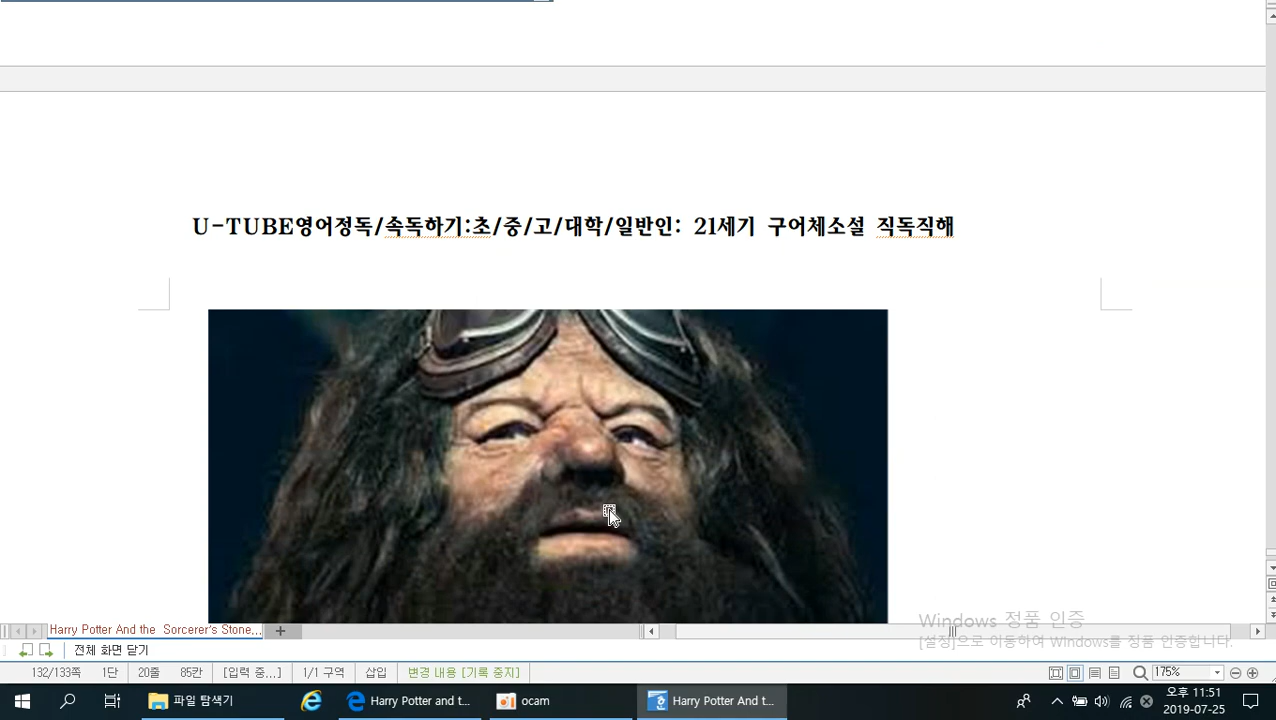 U-TUBE영어정독/속독하기:초/중/고/대학/일반인: 21세기 구어체소설 직독직해
Windows 정품 인증
[설정]으로 이동하여 Windows를 정품 인증합니다.
Harry Potter And the Sorcerer's Stone...
전체 화면 닫기
132/133쪽 1단 20줄 85칸 [입력 중...] 1/1 구역 삽입 변경 내용 [기록 중지] 175%
파일 탐색기 Harry Potter and t... ocam Harry Potter And t... 오후 11:51
2019-07-25